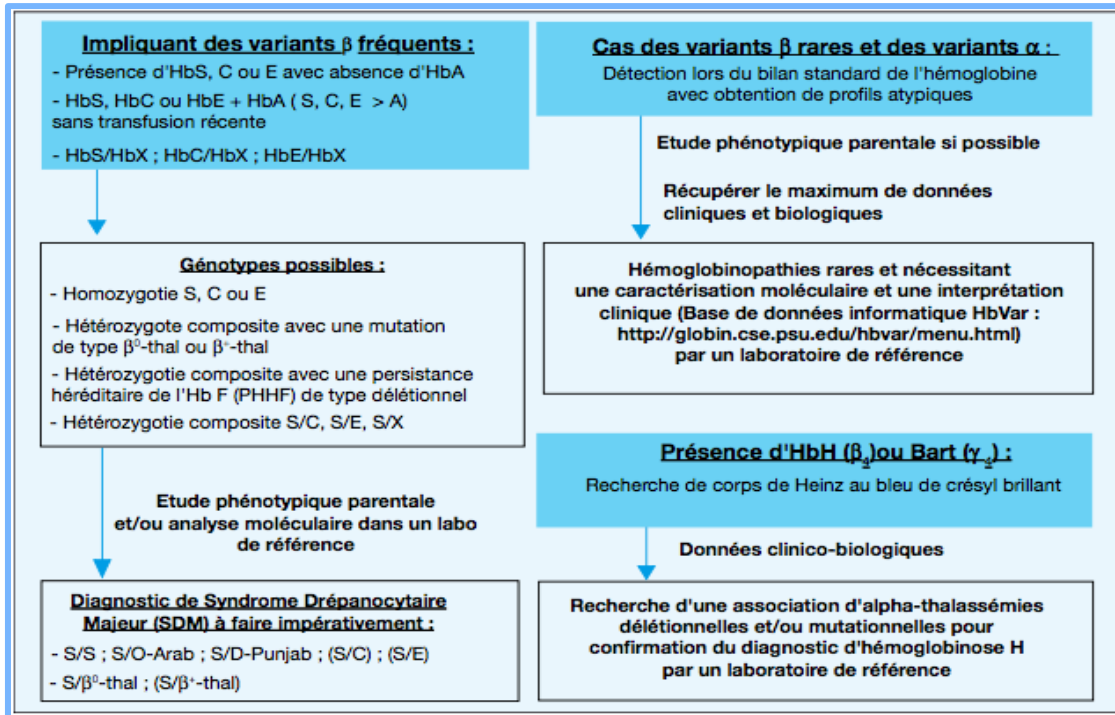 Impliquant des variants β fréquents :
- Présence d'HbS, C ou E avec absence d'HbA
- HbS, HbC ou HbE + HbA ( S, C, E > A)
sans transfusion récente
- HbS/HbX ; HbC/HbX ; HbE/HbX
Génotypes possibles :
- Homozygotie S, C ou E
- Hétérozygote composite avec une mutation
de type β⁰-thal ou β⁺-thal
- Hétérozygotie composite avec une persistance
héréditaire de l'Hb F (PHHF) de type délétionnel
- Hétérozygotie composite S/C, S/E, S/X
Etude phénotypique parentale
et/ou analyse moléculaire dans un labo
de référence
Diagnostic de Syndrome Drépanocytaire
Majeur (SDM) à faire impérativement :
- S/S ; S/O-Arab ; S/D-Punjab ; (S/C) ; (S/E)
- S/β⁰-thal ; (S/β⁺-thal)
Cas des variants β rares et des variants α :
Détection lors du bilan standard de l'hémoglobine
avec obtention de profils atypiques
Etude phénotypique parentale si possible
Récupérer le maximum de données
cliniques et biologiques
Hémoglobinopathies rares et nécessitant
une caractérisation moléculaire et une interprétation
clinique (Base de données informatique HbVar :
http://globin.cse.psu.edu/hbvar/menu.html)
par un laboratoire de référence
Présence d'HbH (β₄)ou Bart (γ₄) :
Recherche de corps de Heinz au bleu de crésyl brillant
Données clinico-biologiques
Recherche d'une association d'alpha-thalassémies
délétionnelles et/ou mutationnelles pour
confirmation du diagnostic d'hémoglobinose H
par un laboratoire de référence